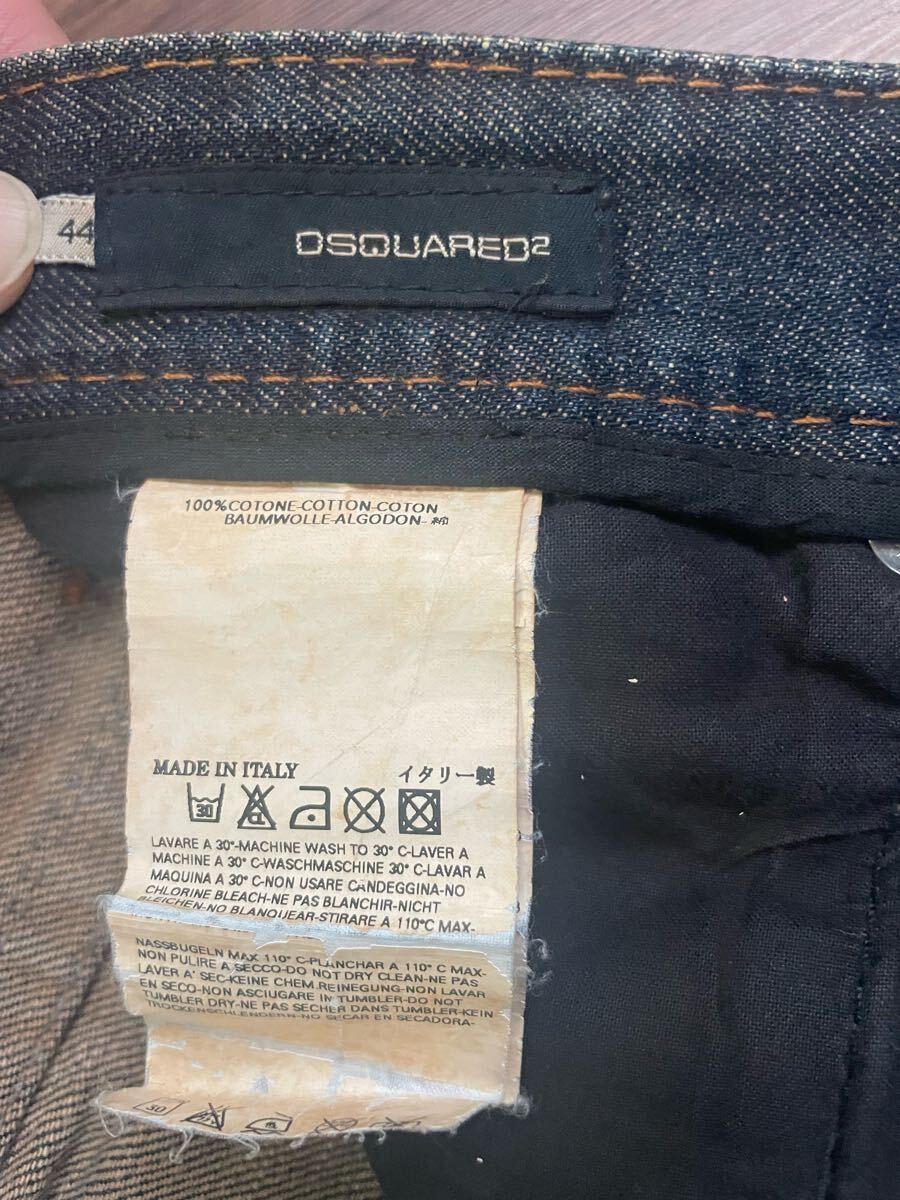 44
DSQUARED2
100%COTONE-COTTON-COTON
BAUMWOLLE-ALGODON-綿
MADE IN ITALY イタリー製
30 CL
LAVARE A 30°-MACHINE WASH TO 30° C-LAVER A
MACHINE A 30° C-WASCHMASCHINE 30° C-LAVAR A
MAQUINA A 30° C-NON USARE CANDEGGINA-NO
CHLORINE BLEACH-NE PAS BLANCHIR-NICHT
BLEICHEN-NO BLANQUEAR-STIRARE A 110°C MAX-
NASSBUGELN MAX 110° C-PLANCHAR A 110° C MAX-
NON PULIRE A SECCO-DO NOT DRY CLEAN-NE PAS
LAVER A' SEC-KEINE CHEM.REINEGUNG-NON LAVAR
EN SECO-NON ASCIUGARE IN TUMBLER-DO NOT
TUMBLER DRY-NE PAS SECHER DANS TUMBLER-KEIN
TROCKENSCHLENDERN-NO SECAR EN SECADORA-
30